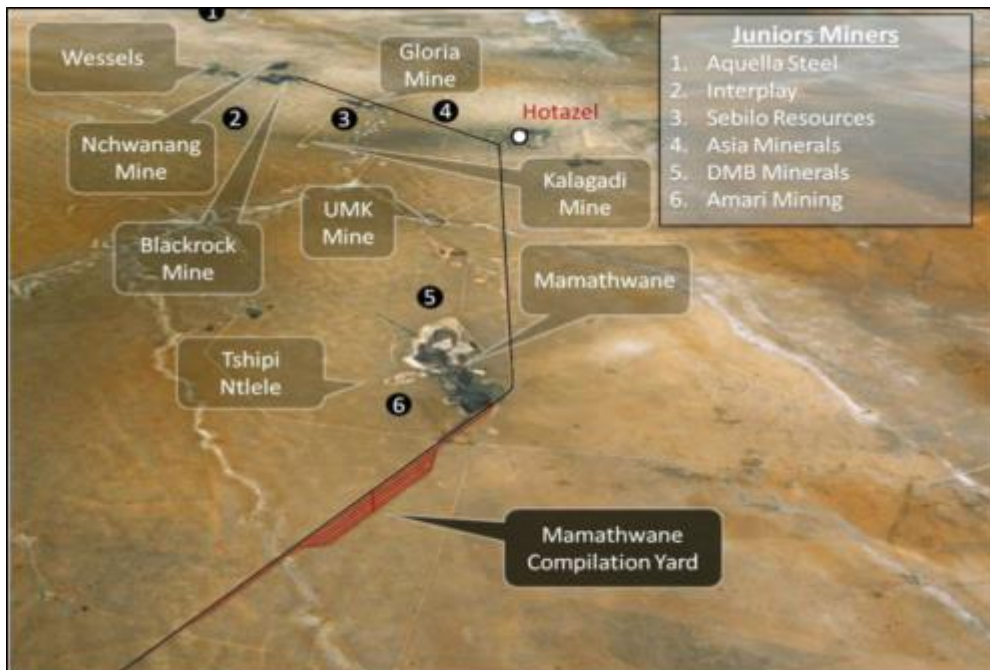 1
Wessels
Gloria
Mine
Juniors Miners
1. Aquella Steel
2. Interplay
3. Sebilo Resources
4. Asia Minerals
5. DMB Minerals
6. Amari Mining
2
3
4
Hotazel
Nchwanang
Mine
Kalagadi
Mine
UMK
Mine
Blackrock
Mine
Mamathwane
5
Tshipi
Ntlele
6
Mamathwane
Compilation Yard